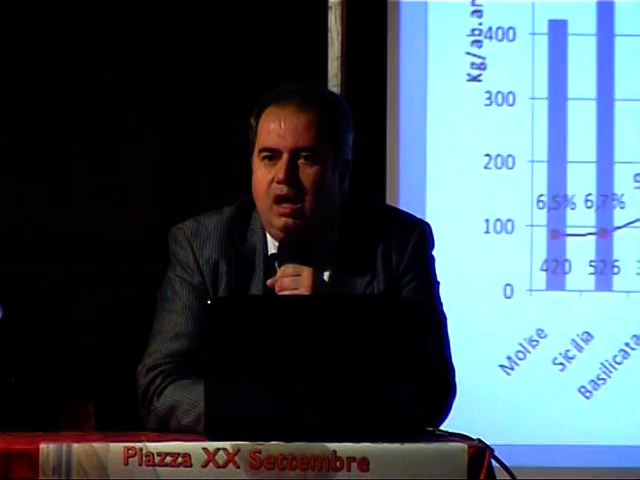 Kg/ab.an
400
300
200
100
0
6,5% 6,7%
420 526
Molise
Sicilia
Basilicata
Piazza XX Settembre